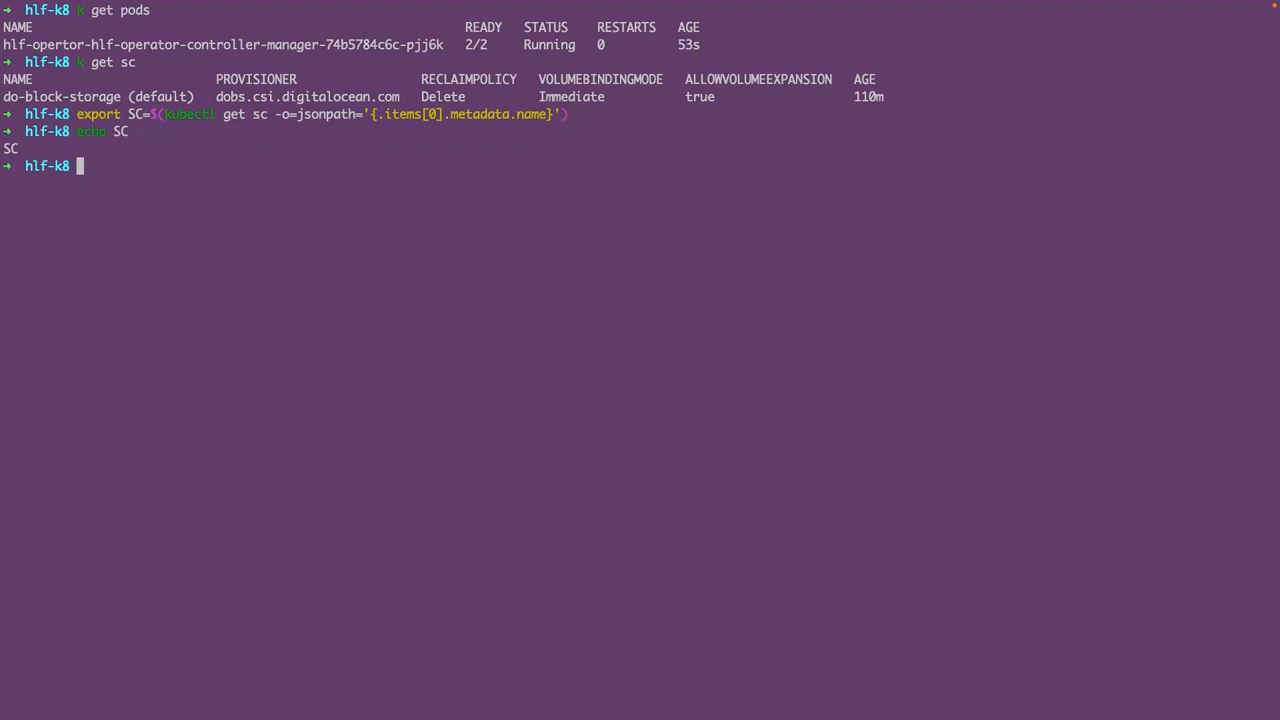 ➜  hlf-k8 k get pods
NAME READY STATUS RESTARTS AGE
hlf-opertor-hlf-operator-controller-manager-74b5784c6c-pjj6k 2/2 Running 0 53s
➜  hlf-k8 k get sc
NAME PROVISIONER RECLAIMPOLICY VOLUMEBINDINGMODE ALLOWVOLUMEEXPANSION AGE
do-block-storage (default) dobs.csi.digitalocean.com Delete Immediate true 110m
➜  hlf-k8 export SC=$(kubectl get sc -o=jsonpath='{.items[0].metadata.name}')
➜  hlf-k8 echo SC
SC
➜  hlf-k8